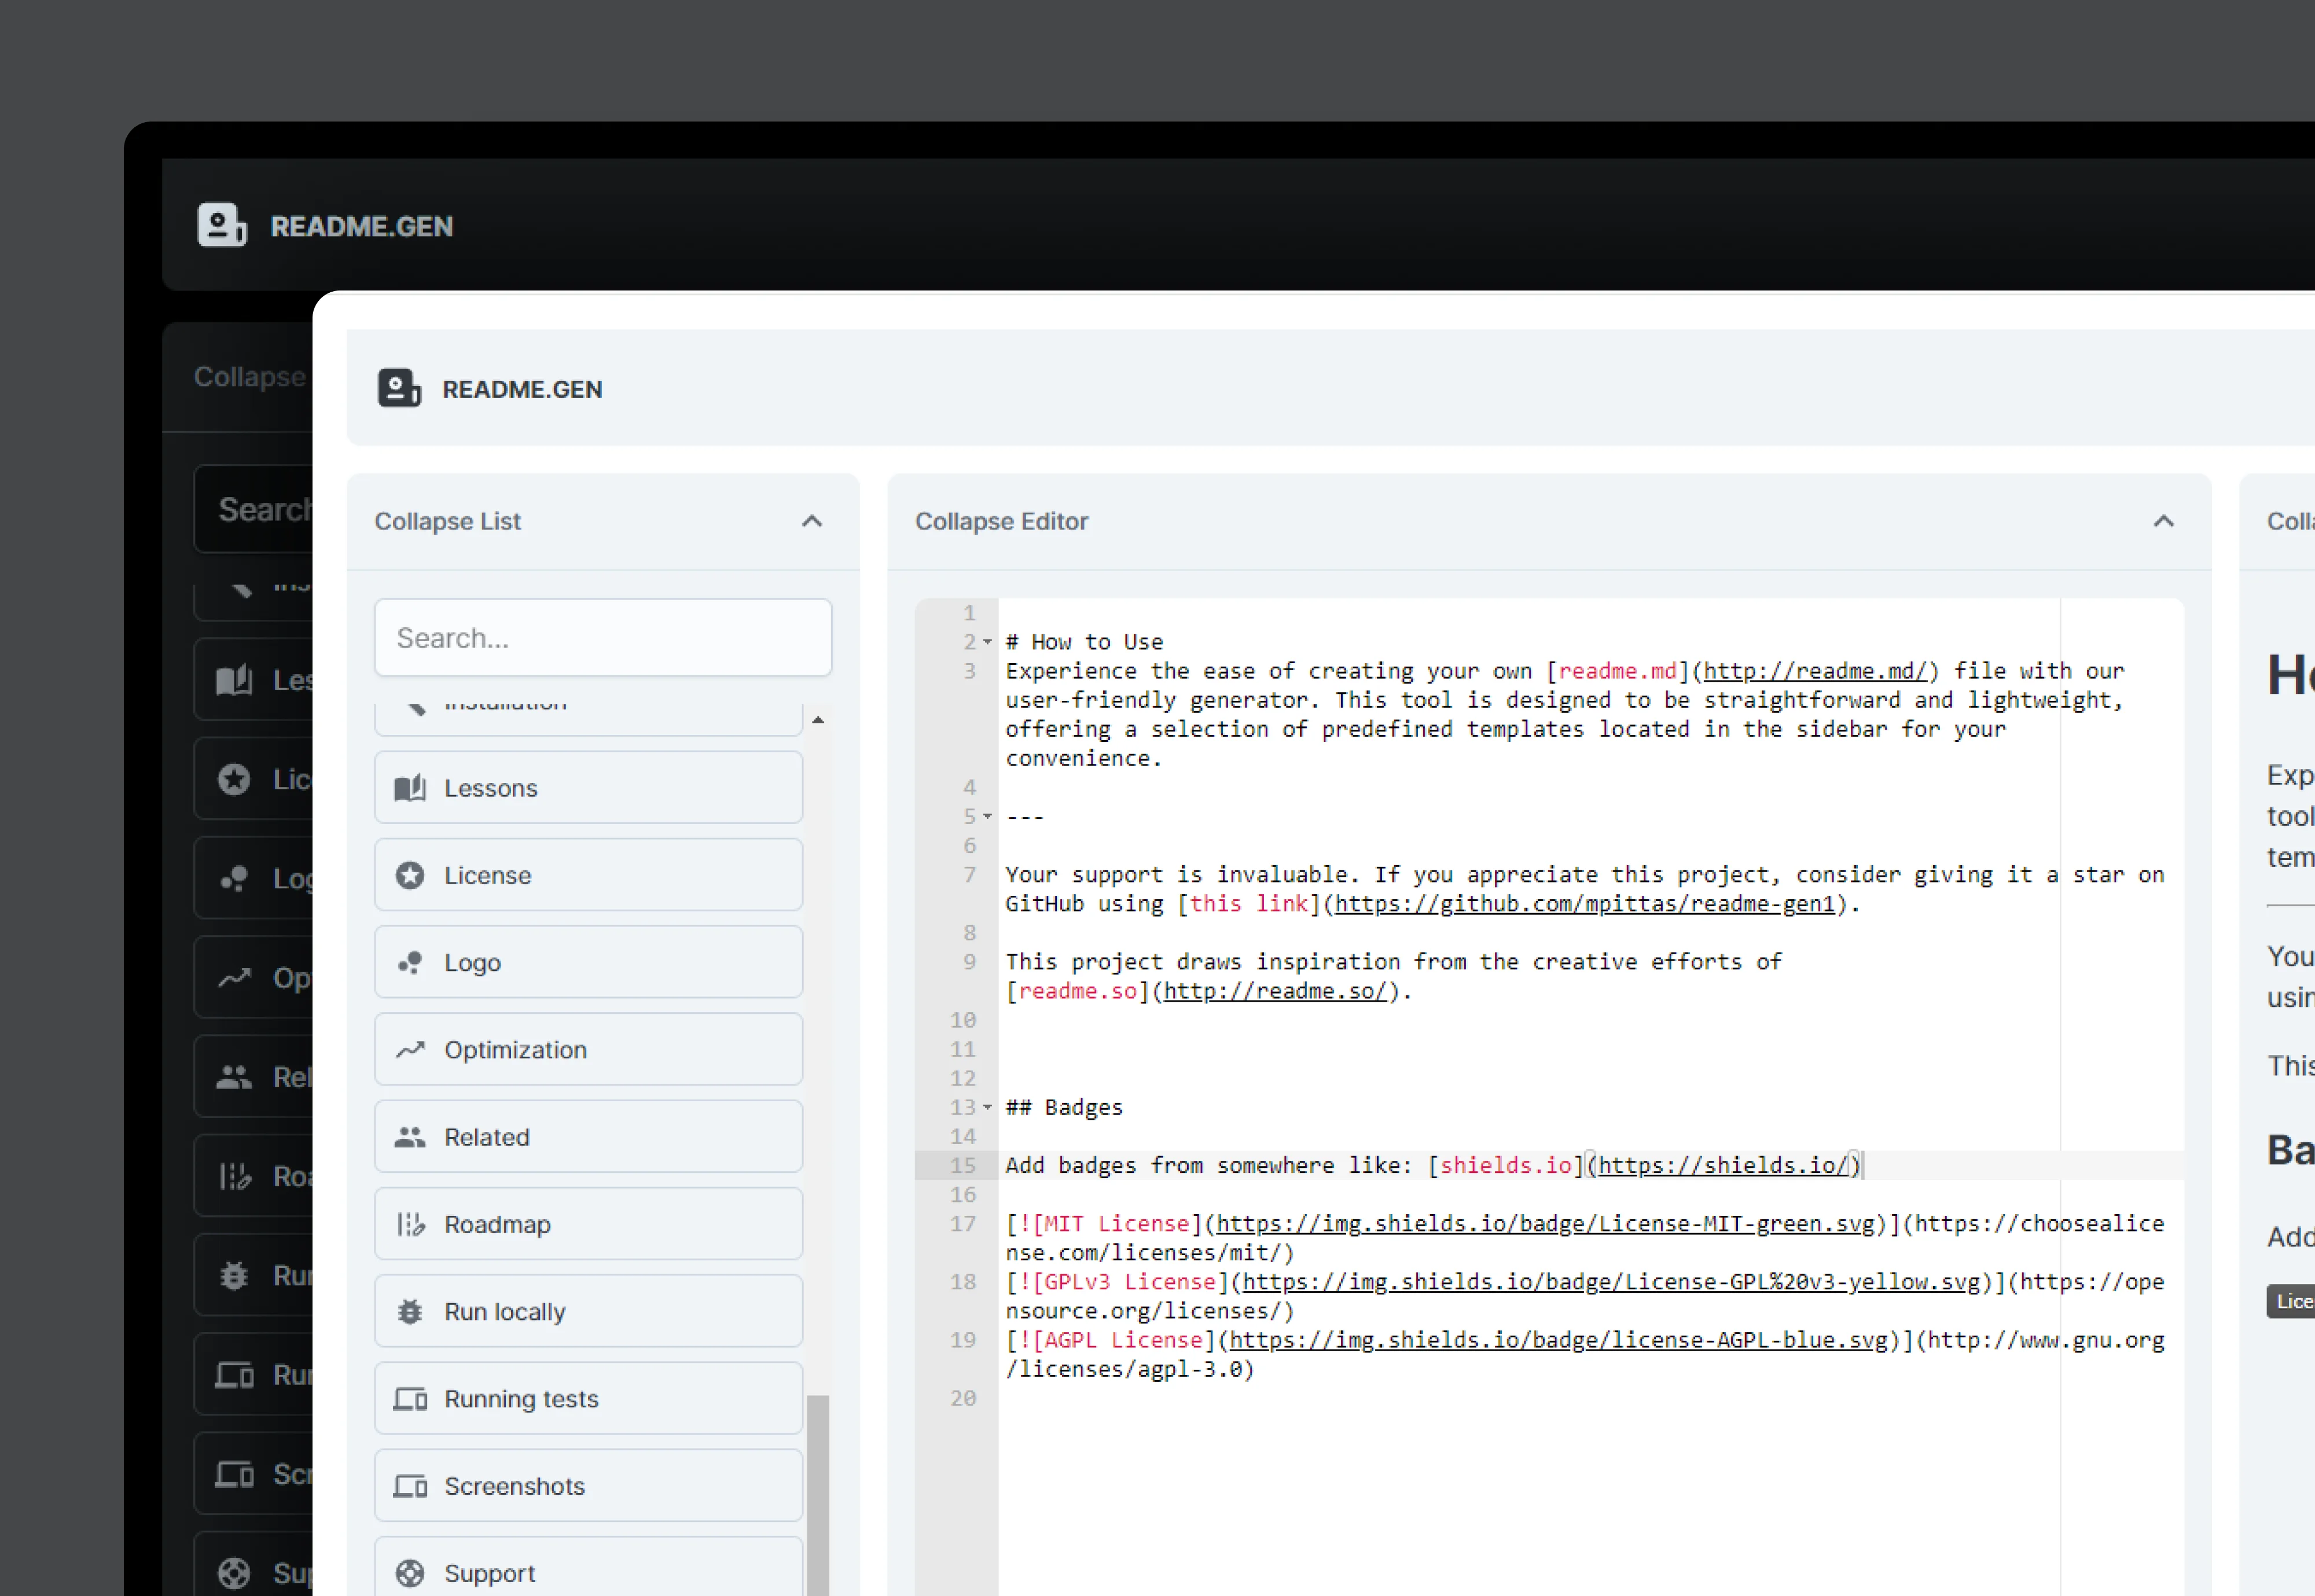 README.GEN
Collapse
Search
Les
Lic
Log
Op
Rel
Roa
Ru
Ru
Scr
Sup
README.GEN
Collapse List
Search...
Installation
Lessons
License
Logo
Optimization
Related
Roadmap
Run locally
Running tests
Screenshots
Support
Collapse Editor
1
2 # How to Use
3 Experience the ease of creating your own [readme.md](http://readme.md/) file with our
user-friendly generator. This tool is designed to be straightforward and lightweight,
offering a selection of predefined templates located in the sidebar for your
convenience.
4
5 ---
6
7 Your support is invaluable. If you appreciate this project, consider giving it a star on
GitHub using [this link](https://github.com/mpittas/readme-gen1).
8
9 This project draws inspiration from the creative efforts of
[readme.so](http://readme.so/).
10
11
12
13 ## Badges
14
15 Add badges from somewhere like: [shields.io](https://shields.io/)
16
17 [![MIT License](https://img.shields.io/badge/License-MIT-green.svg)](https://choosealice
nse.com/licenses/mit/)
18 [![GPLv3 License](https://img.shields.io/badge/License-GPL%20v3-yellow.svg)](https://ope
nsource.org/licenses/)
19 [![AGPL License](https://img.shields.io/badge/license-AGPL-blue.svg)](http://www.gnu.org
/licenses/agpl-3.0)
20
Coll
Ho
Exp
tool
tem
You
usin
This
Ba
Add
Lice